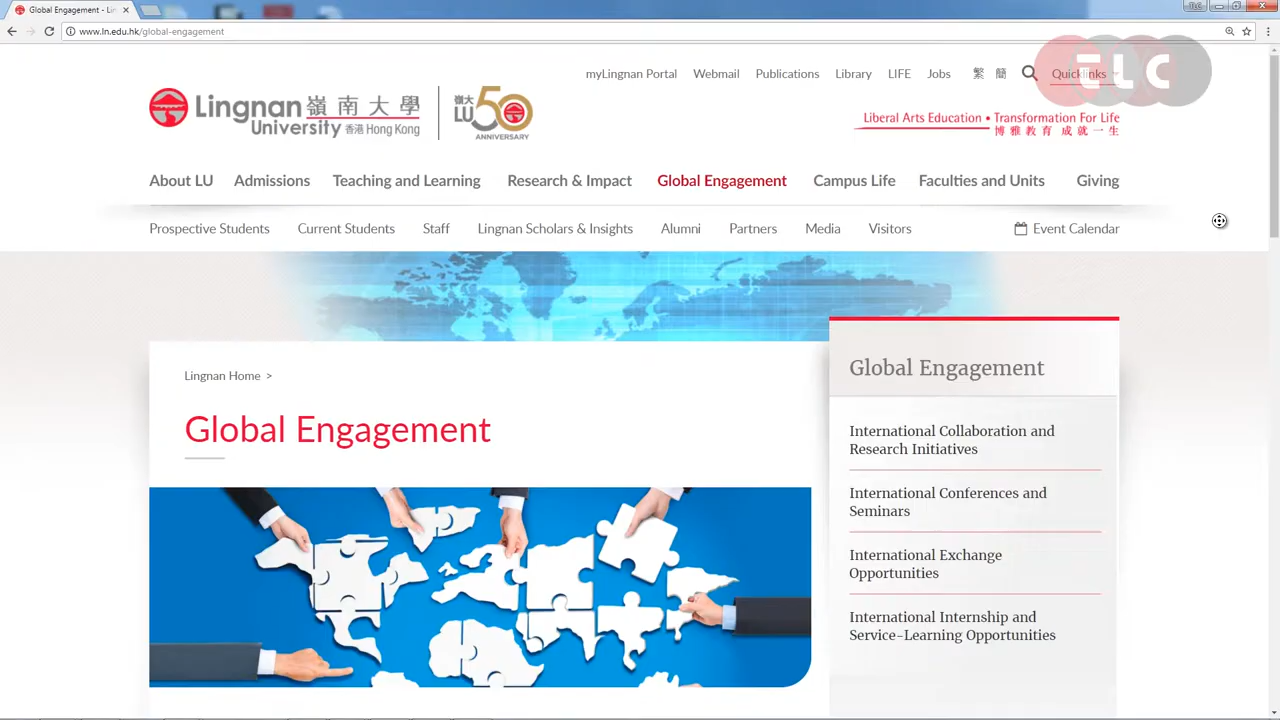 Global Engagement - Lin
www.ln.edu.hk/global-engagement
myLingnan Portal Webmail Publications Library LIFE Jobs 繁 簡 Quicklinks
ELC
Lingnan 嶺南大學
University 香港 Hong Kong
嶺大 LU 50
ANNIVERSARY
Liberal Arts Education • Transformation For Life
博雅教育 成就一生
About LU Admissions Teaching and Learning Research & Impact Global Engagement Campus Life Faculties and Units Giving
Prospective Students Current Students Staff Lingnan Scholars & Insights Alumni Partners Media Visitors Event Calendar
Lingnan Home >
Global Engagement
Global Engagement
International Collaboration and
Research Initiatives
International Conferences and
Seminars
International Exchange
Opportunities
International Internship and
Service-Learning Opportunities